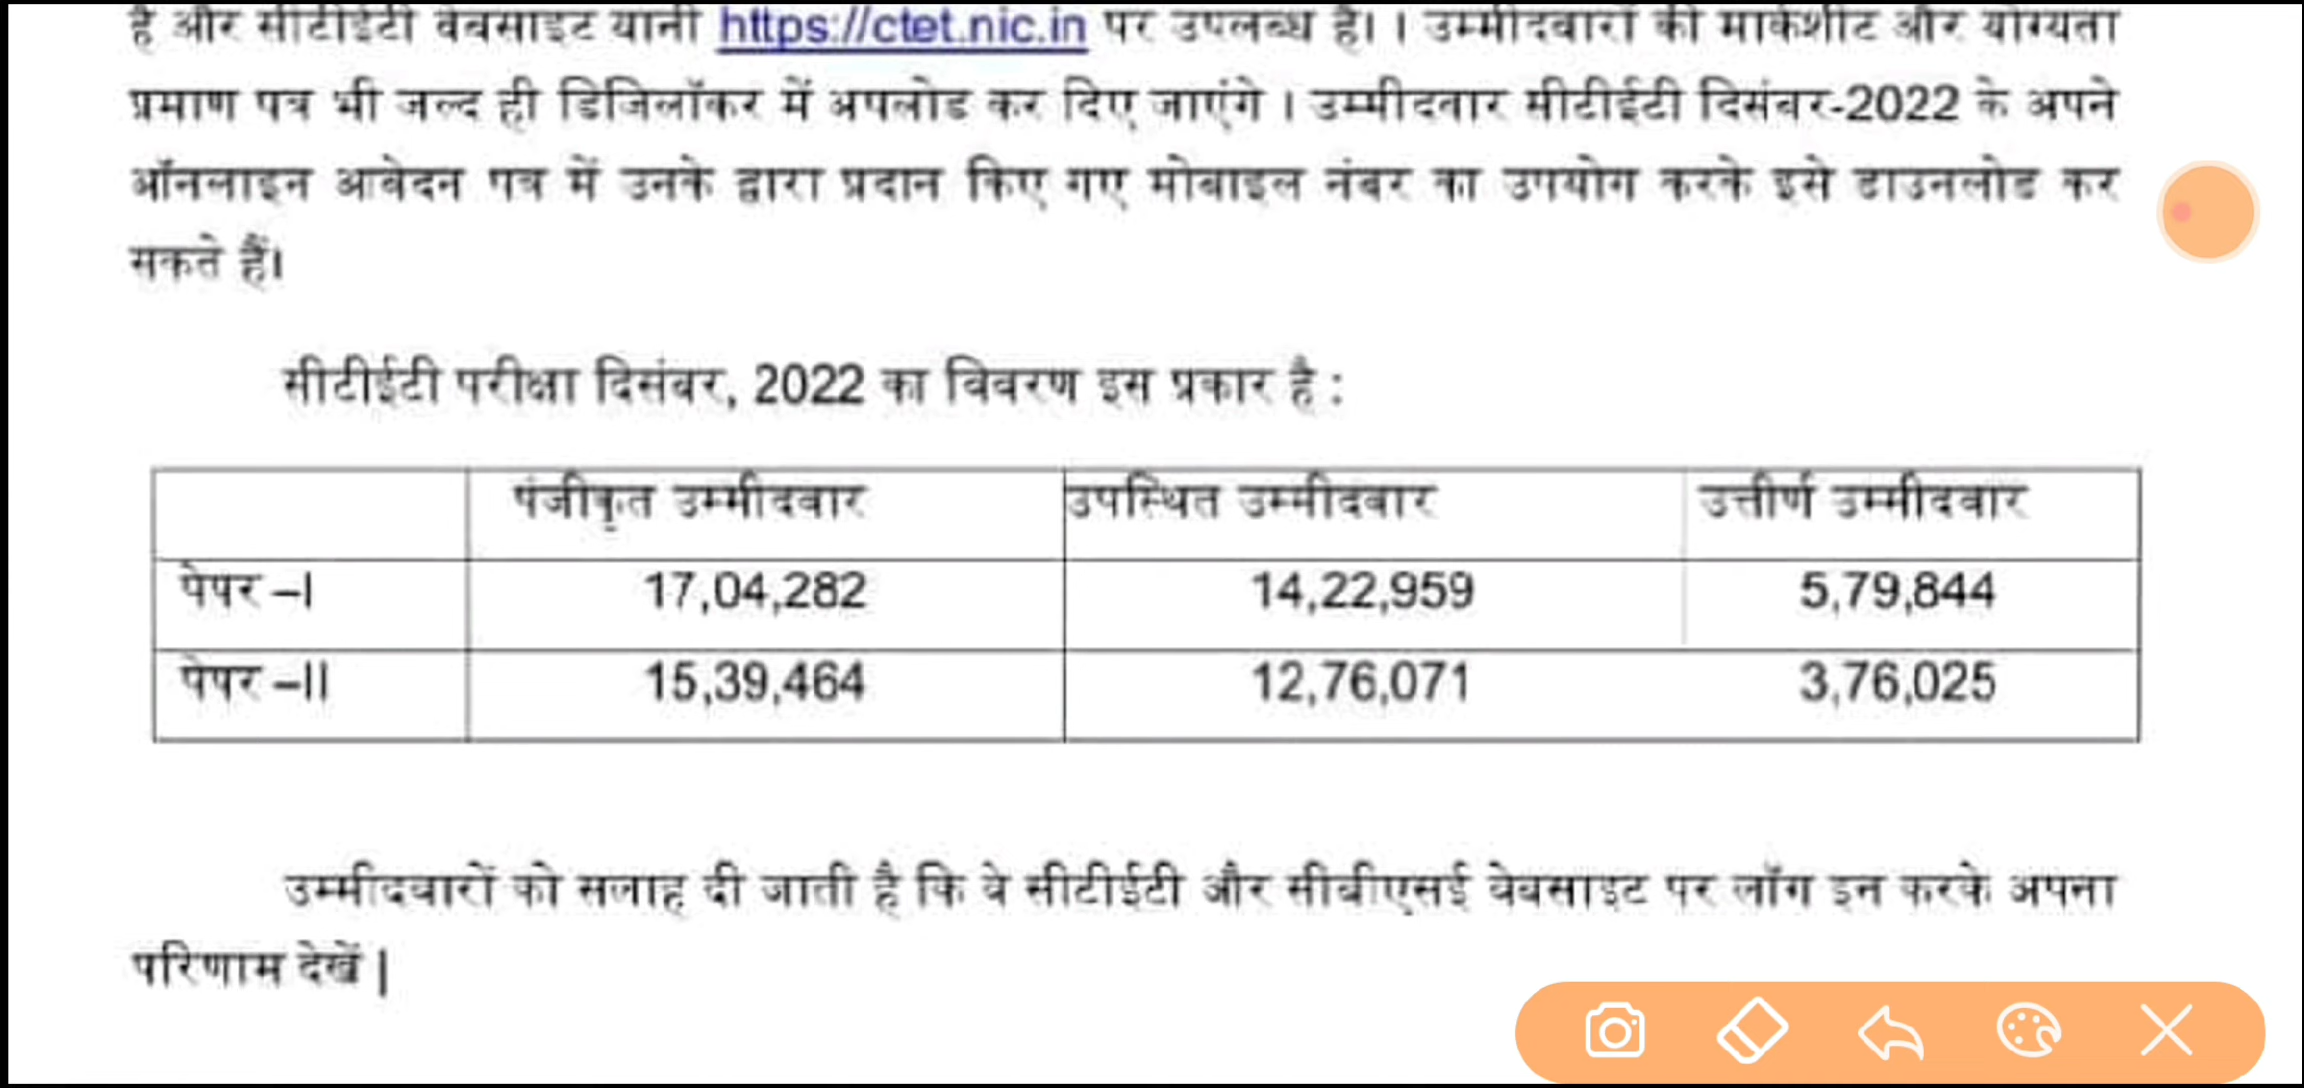 है और सीटीईटी वेबसाइट यानी https://ctet.nic.in पर उपलब्ध है। । उम्मीदवारों की मार्कशीट और योग्यता
प्रमाण पत्र भी जल्द ही डिजिलॉकर में अपलोड कर दिए जाएंगे । उम्मीदवार सीटीईटी दिसंबर-2022 के अपने
ऑनलाइन आवेदन पत्र में उनके द्वारा प्रदान किए गए मोबाइल नंबर का उपयोग करके इसे डाउनलोड कर
सकते हैं।
सीटीईटी परीक्षा दिसंबर, 2022 का विवरण इस प्रकार है :
पंजीकृत उम्मीदवार उपस्थित उम्मीदवार उत्तीर्ण उम्मीदवार
पेपर –I 17,04,282 14,22,959 5,79,844
पेपर –II 15,39,464 12,76,071 3,76,025
उम्मीदवारों को सलाह दी जाती है कि वे सीटीईटी और सीबीएसई वेबसाइट पर लॉग इन करके अपना
परिणाम देखें |